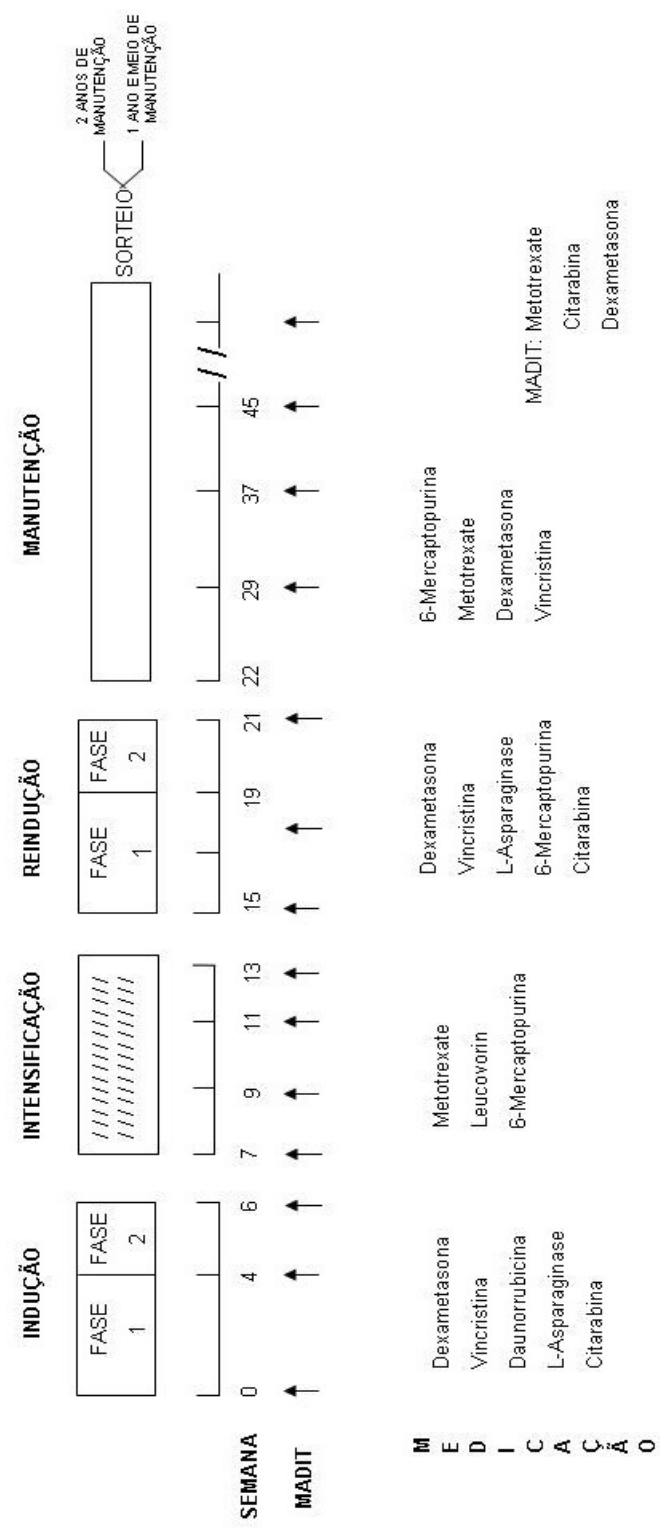 INDUÇÃO INTENSIFICAÇÃO REINDUÇÃO MANUTENÇÃO
FASE 1 FASE 2
/////////////
/////////////
FASE 1 FASE 2
SORTEIO
2 ANOS DE
MANUTENÇÃO
1 ANO E MEIO DE
MANUTENÇÃO
SEMANA 0 4 6 7 9 11 13 15 19 21 22 29 37 45 //
MADIT
MEDICAÇÃO
Dexametasona
Vincristina
Daunorrubicina
L-Asparaginase
Citarabina
Metotrexate
Leucovorin
6-Mercaptopurina
Dexametasona
Vincristina
L-Asparaginase
6-Mercaptopurina
Citarabina
6-Mercaptopurina
Metotrexate
Dexametasona
Vincristina
MADIT: Metotrexate
Citarabina
Dexametasona